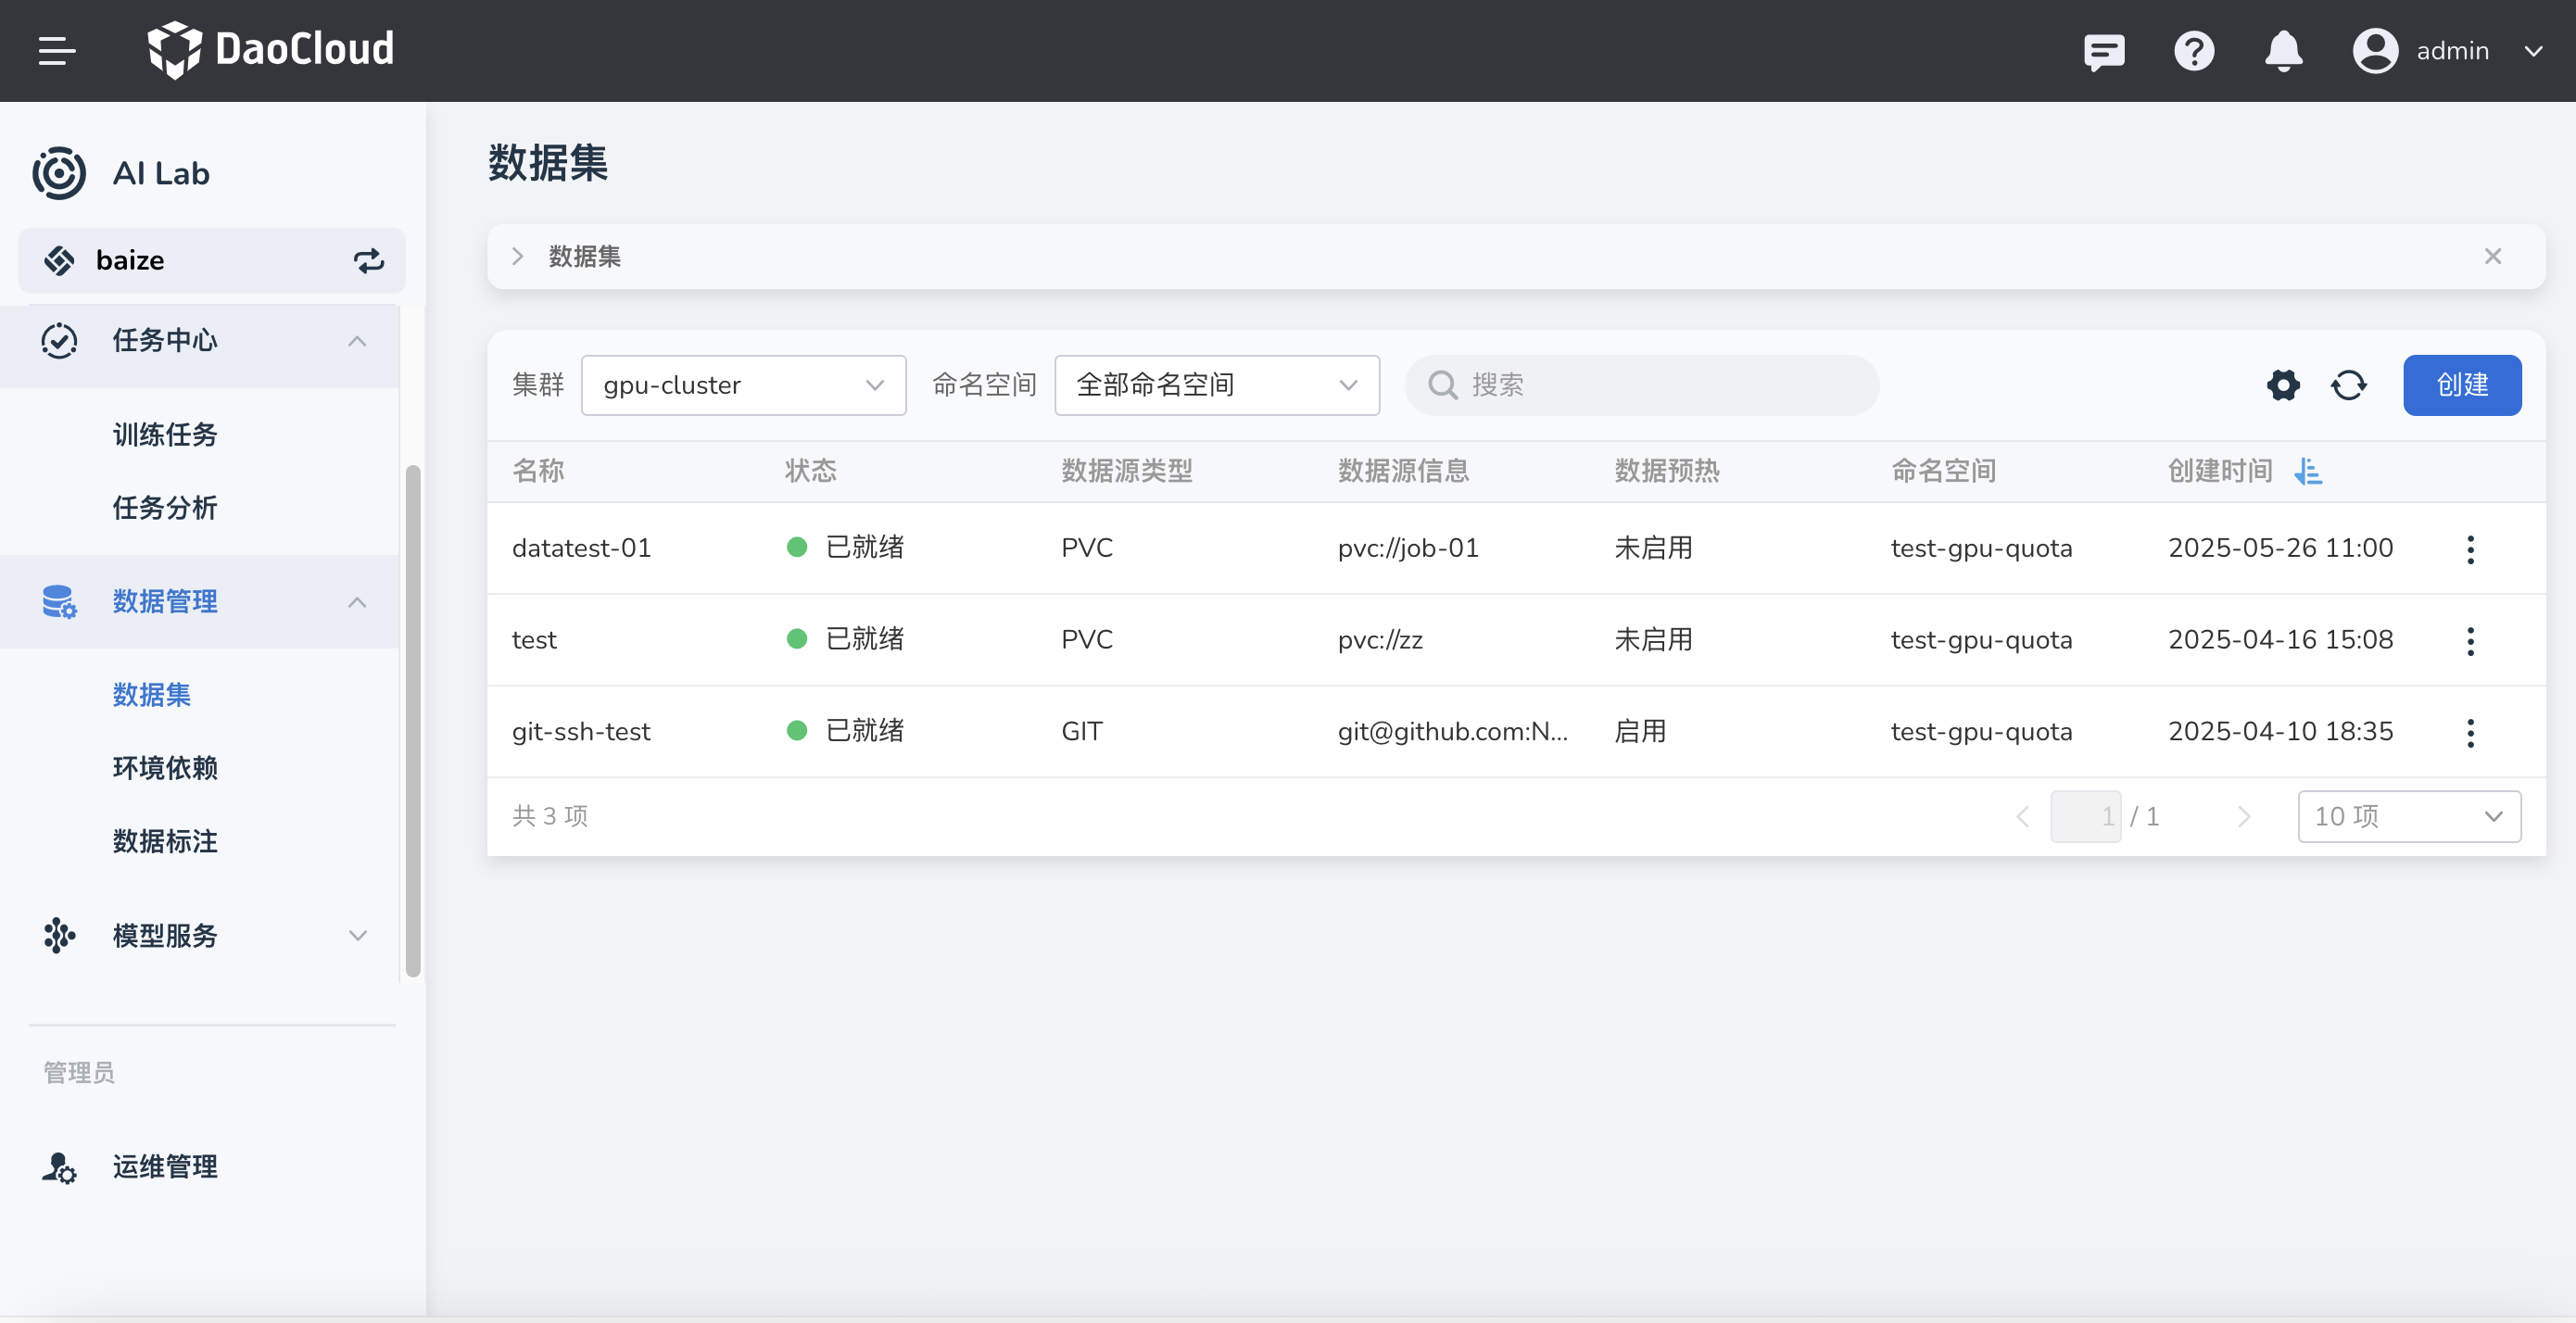 DaoCloud
admin
AI Lab
baize
任务中心
训练任务
任务分析
数据管理
数据集
环境依赖
数据标注
模型服务
管理员
运维管理
数据集
数据集
集群 gpu-cluster 命名空间 全部命名空间 搜索 创建
名称 状态 数据源类型 数据源信息 数据预热 命名空间 创建时间
datatest-01 已就绪 PVC pvc://job-01 未启用 test-gpu-quota 2025-05-26 11:00
test 已就绪 PVC pvc://zz 未启用 test-gpu-quota 2025-04-16 15:08
git-ssh-test 已就绪 GIT git@github.com:N... 启用 test-gpu-quota 2025-04-10 18:35
共 3 项 1 / 1 10 项